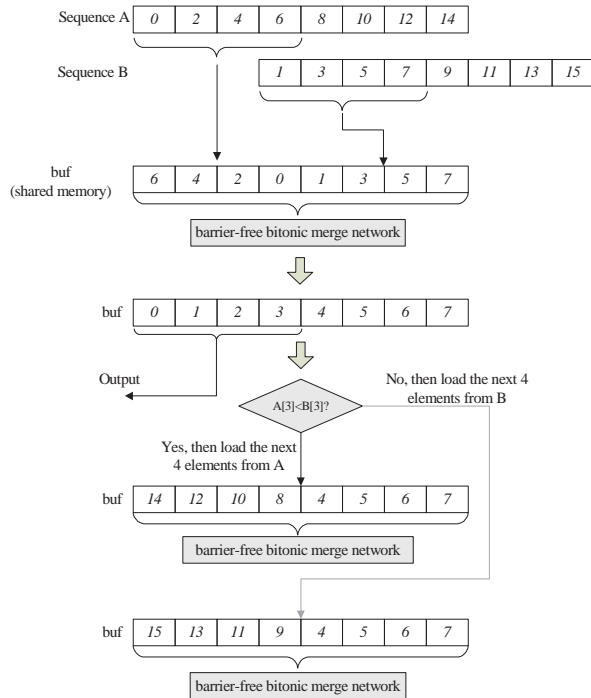 Sequence A 0 2 4 6 8 10 12 14
Sequence B 1 3 5 7 9 11 13 15
buf
(shared memory) 6 4 2 0 1 3 5 7
barrier-free bitonic merge network
buf 0 1 2 3 4 5 6 7
Output
A[3]<B[3]?
No, then load the next 4
elements from B
Yes, then load the next
4 elements from A
buf 14 12 10 8 4 5 6 7
barrier-free bitonic merge network
buf 15 13 11 9 4 5 6 7
barrier-free bitonic merge network